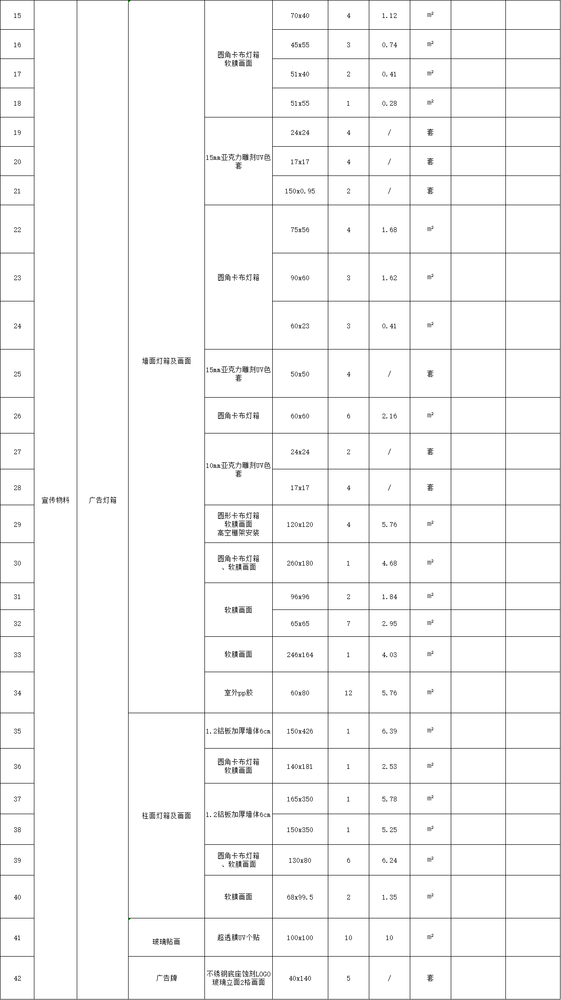 15
70x40
4
1.12
m²
16
45x55
3
0.74
m²
圆角卡布灯箱
软膜画面
17
51x40
2
0.41
m²
18
51x55
1
0.28
m²
19
24x24
4
/
套
15mm亚克力雕刻UV色
套
20
17x17
4
/
套
21
150x0.95
2
/
套
22
75x56
4
1.68
m²
圆角卡布灯箱
23
90x60
3
1.62
m²
24
60x23
3
0.41
m²
墙面灯箱及画面
25
15mm亚克力雕刻UV色
套
50x50
4
/
套
26
圆角卡布灯箱
60x60
6
2.16
m²
27
10mm亚克力雕刻UV色
套
24x24
2
/
套
28
17x17
4
/
套
宣传物料
广告灯箱
29
圆形卡布灯箱
软膜画面
高空棚架安装
120x120
4
5.76
m²
30
圆角卡布灯箱
、软膜画面
260x180
1
4.68
m²
31
软膜画面
96x96
2
1.84
m²
32
65x65
7
2.95
m²
33
软膜画面
246x164
1
4.03
m²
34
室外pp胶
60x80
12
5.76
m²
35
1.2铝板加厚墙体6cm
150x426
1
6.39
m²
36
圆角卡布灯箱
软膜画面
140x181
1
2.53
m²
柱面灯箱及画面
37
1.2铝板加厚墙体6cm
165x350
1
5.78
m²
38
150x350
1
5.25
m²
39
圆角卡布灯箱
、软膜画面
130x80
6
6.24
m²
40
软膜画面
68x99.5
2
1.35
m²
41
玻璃贴画
超透膜UV个贴
100x100
10
10
m²
42
广告牌
不锈钢底座蚀刻LOGO
玻璃立面2格画面
40x140
5
/
套